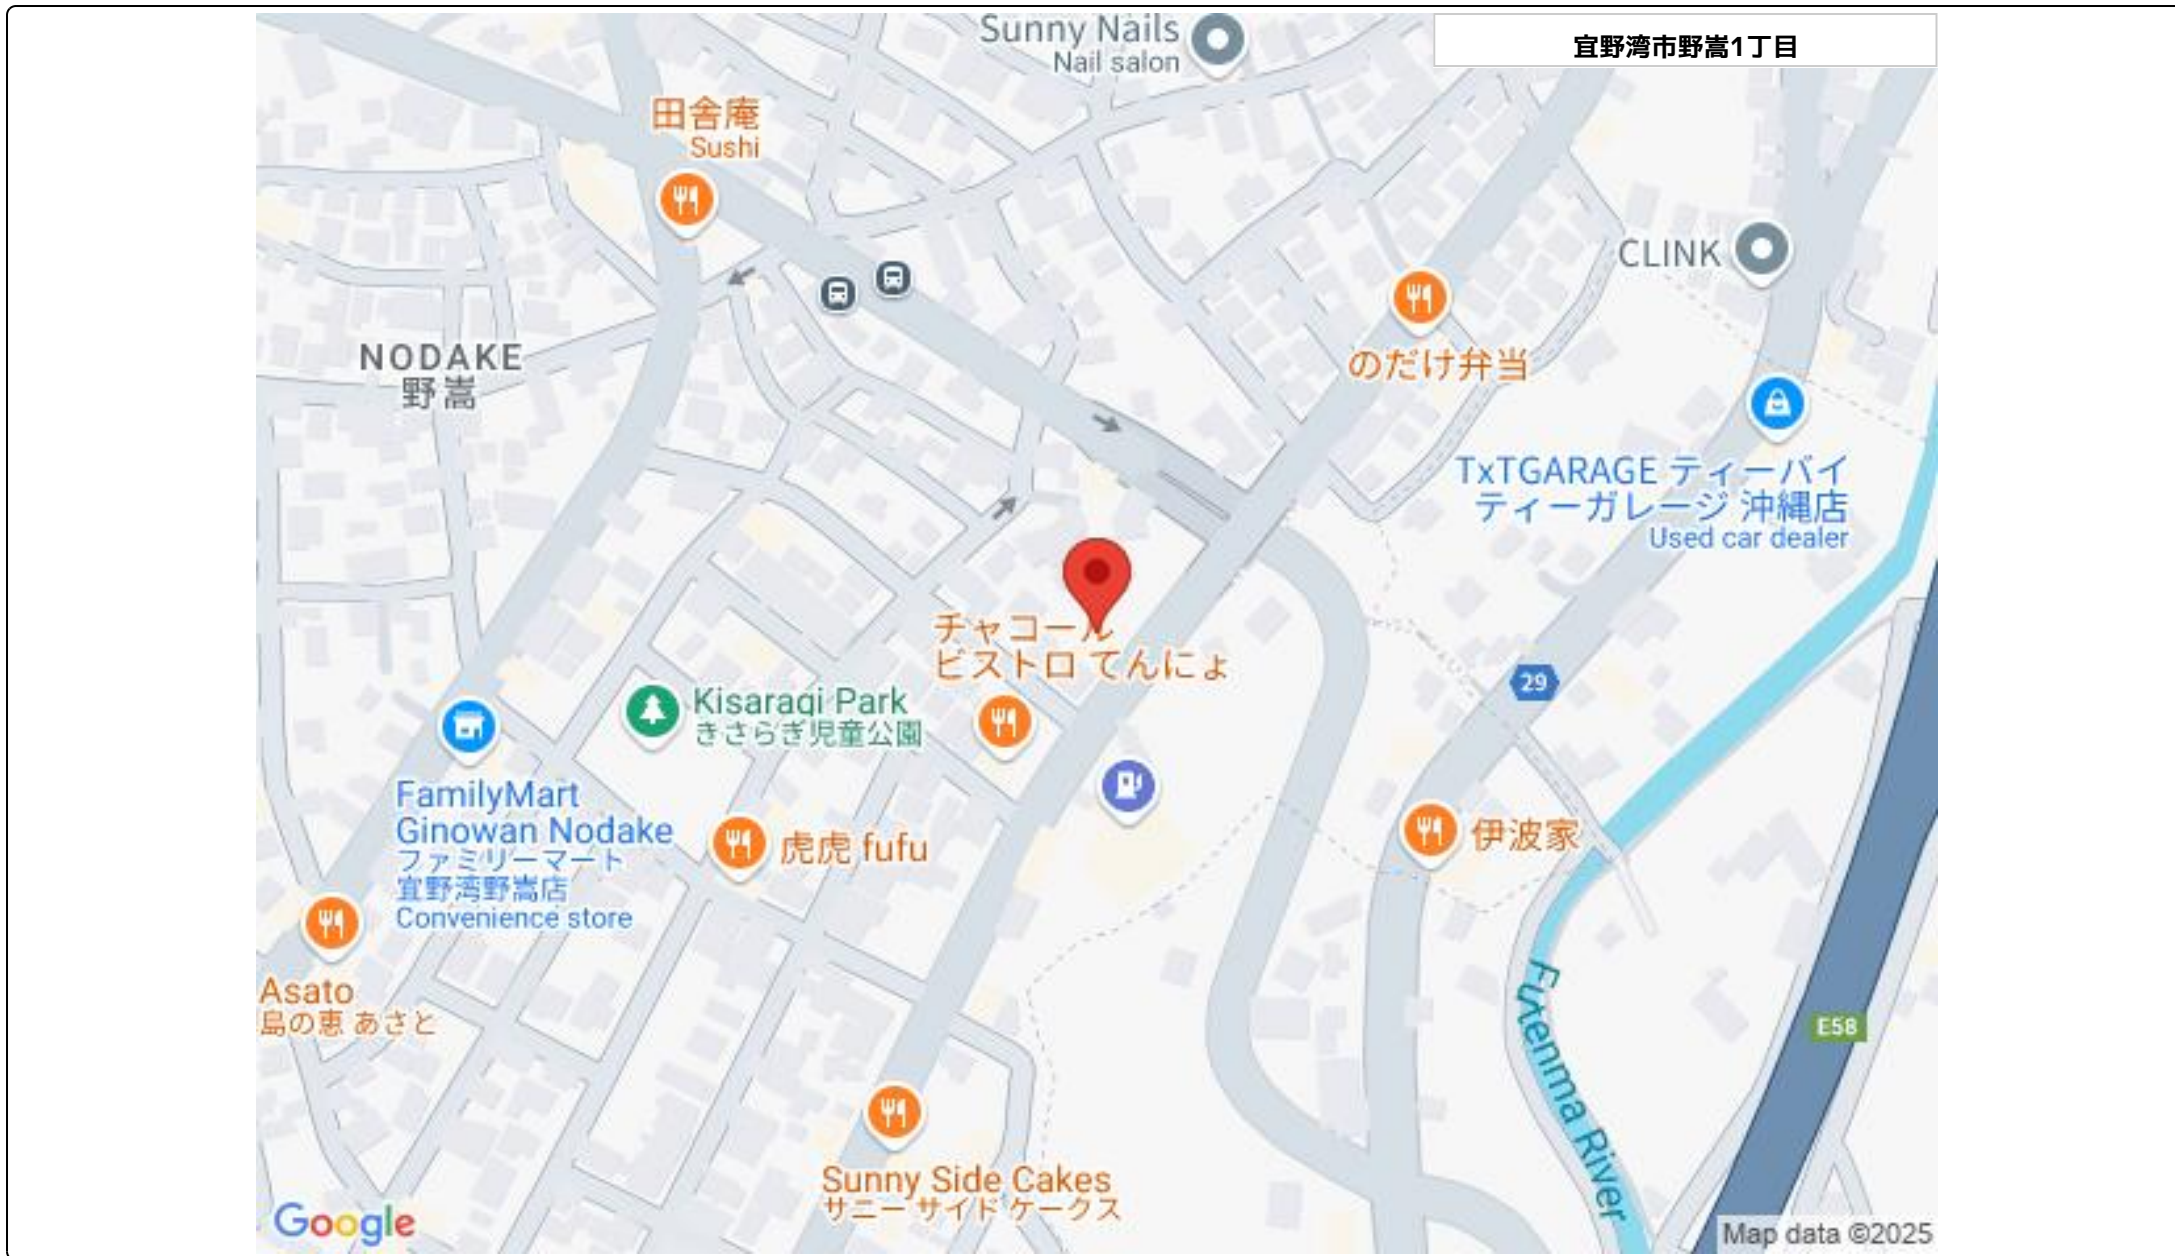 Sunny Nails
Nail salon
宜野湾市野嵩1丁目
田舎庵
Sushi
CLINK
NODAKE
野嵩
のだけ弁当
TxTGARAGE ティーバイ
ティーガレージ 沖縄店
Used car dealer
チャコール
ビストロ てんにょ
29
Kisaragi Park
きさらぎ児童公園
FamilyMart
Ginowan Nodake
ファミリーマート
宜野湾野嵩店
Convenience store
虎虎 fufu
伊波家
Asato
島の恵 あさと
Futenma River
E58
Sunny Side Cakes
サニー サイド ケークス
Google
Map data ©2025